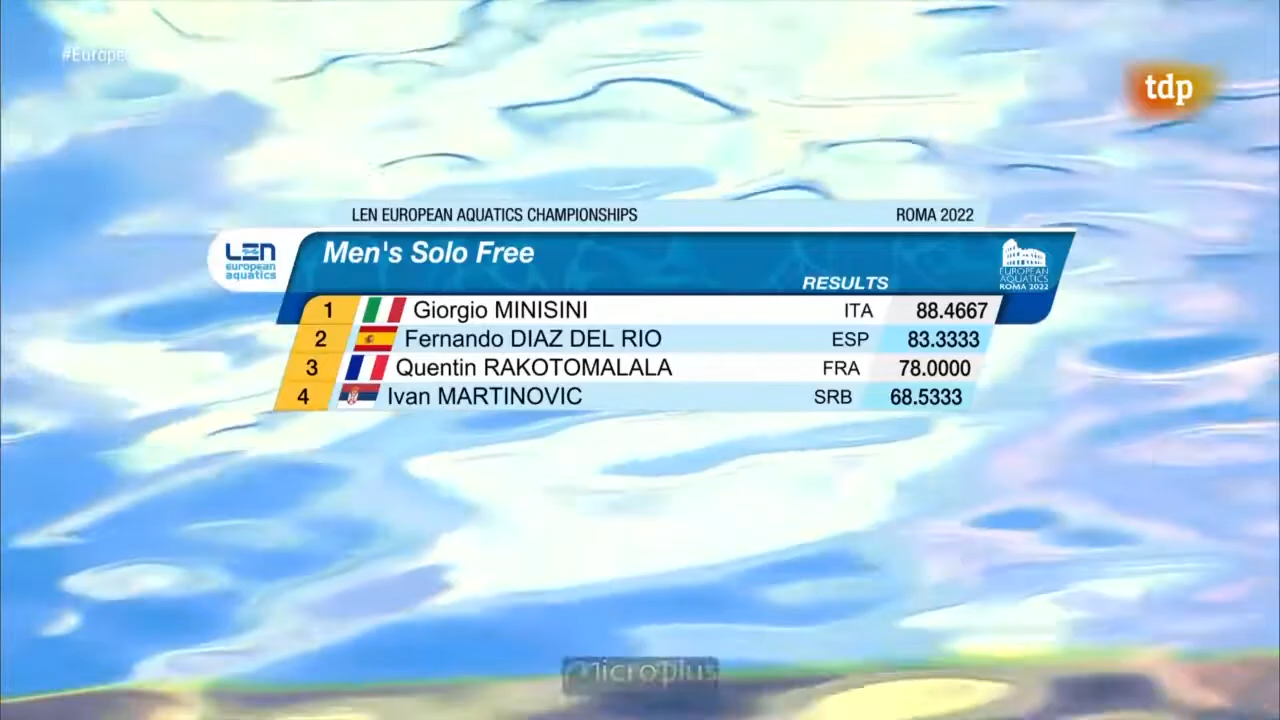 #Europe
tdp
LEN EUROPEAN AQUATICS CHAMPIONSHIPS ROMA 2022
LEN
european
aquatics
Men's Solo Free
RESULTS
EUROPEAN
AQUATICS
ROMA 2022
1 Giorgio MINISINI ITA 88.4667
2 Fernando DIAZ DEL RIO ESP 83.3333
3 Quentin RAKOTOMALALA FRA 78.0000
4 Ivan MARTINOVIC SRB 68.5333
Microplus